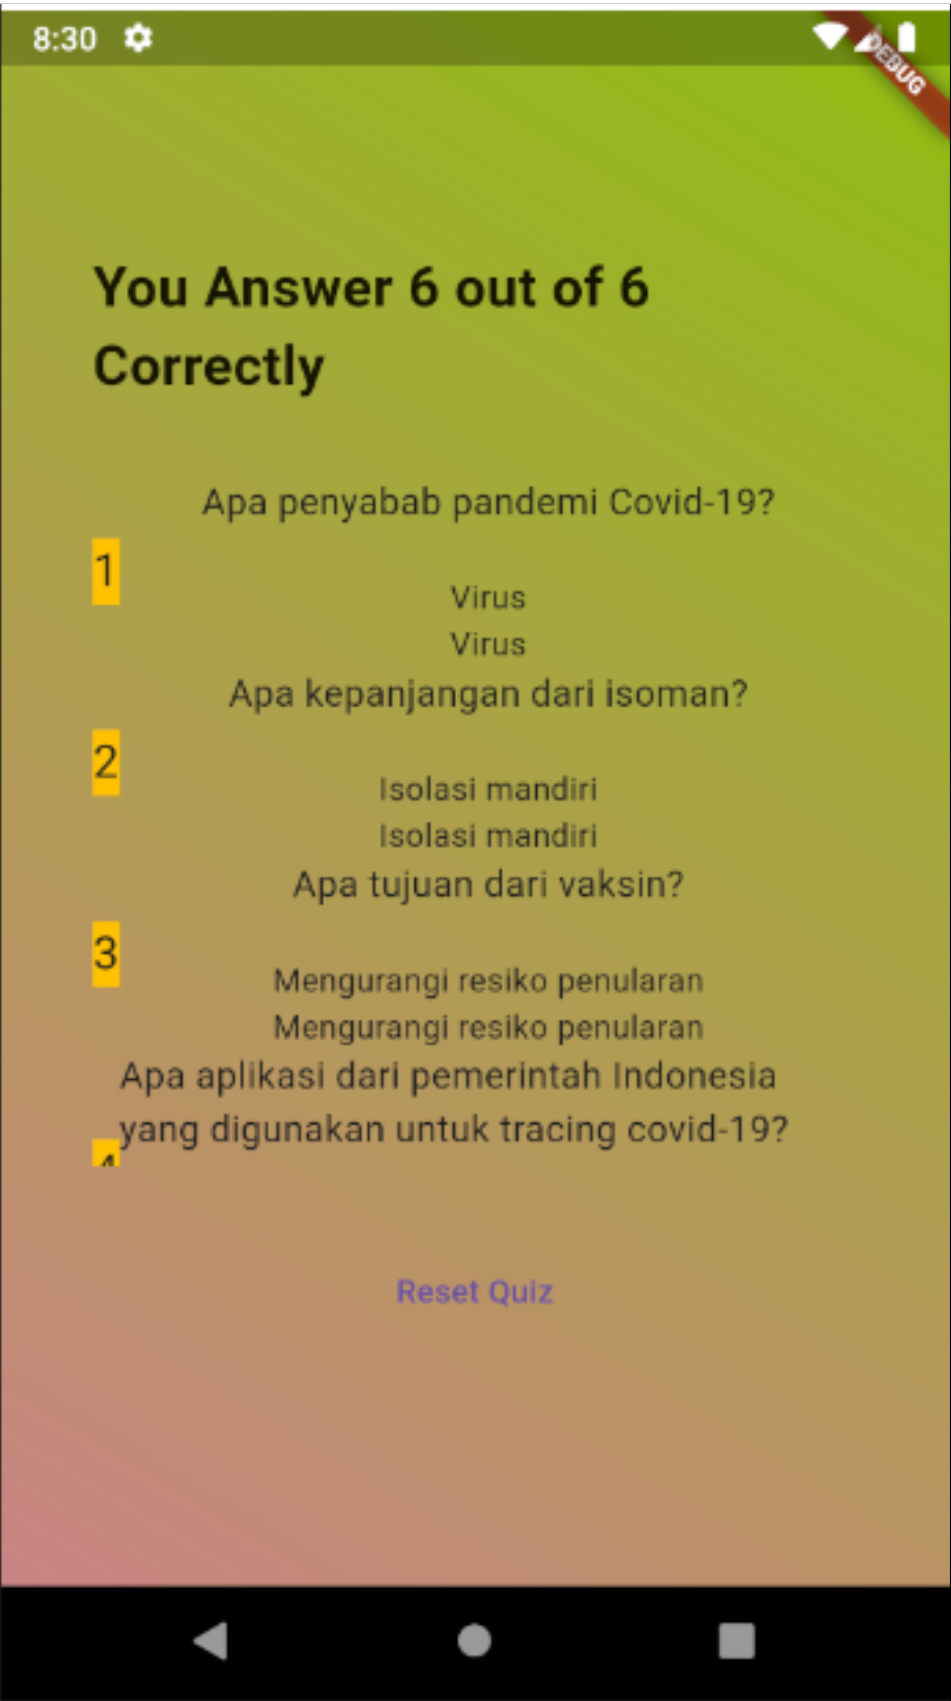 8:30
DEBUG
You Answer 6 out of 6
Correctly
Apa penyabab pandemi Covid-19?
1
Virus
Virus
Apa kepanjangan dari isoman?
2
Isolasi mandiri
Isolasi mandiri
Apa tujuan dari vaksin?
3
Mengurangi resiko penularan
Mengurangi resiko penularan
Apa aplikasi dari pemerintah Indonesia
yang digunakan untuk tracing covid-19?
4
Reset Quiz